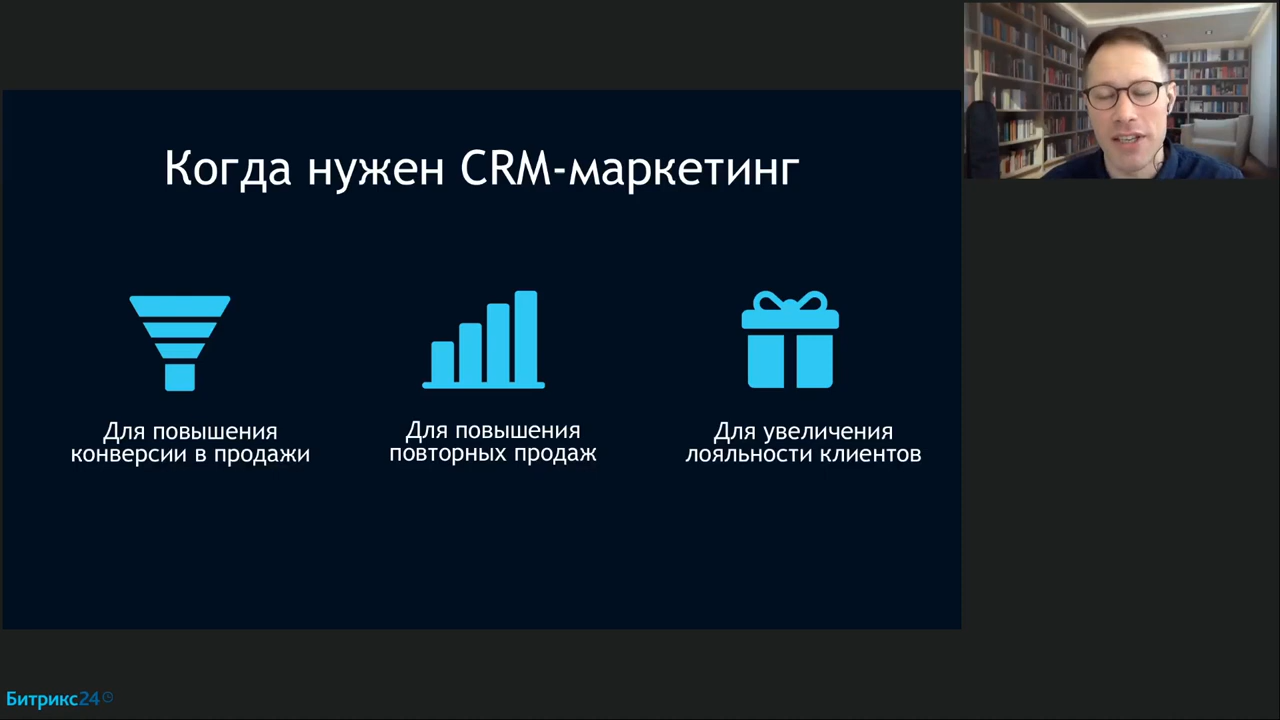 Когда нужен CRM-маркетинг
Для повышения
конверсии в продажи
Для повышения
повторных продаж
Для увеличения
лояльности клиентов
Битрикс24